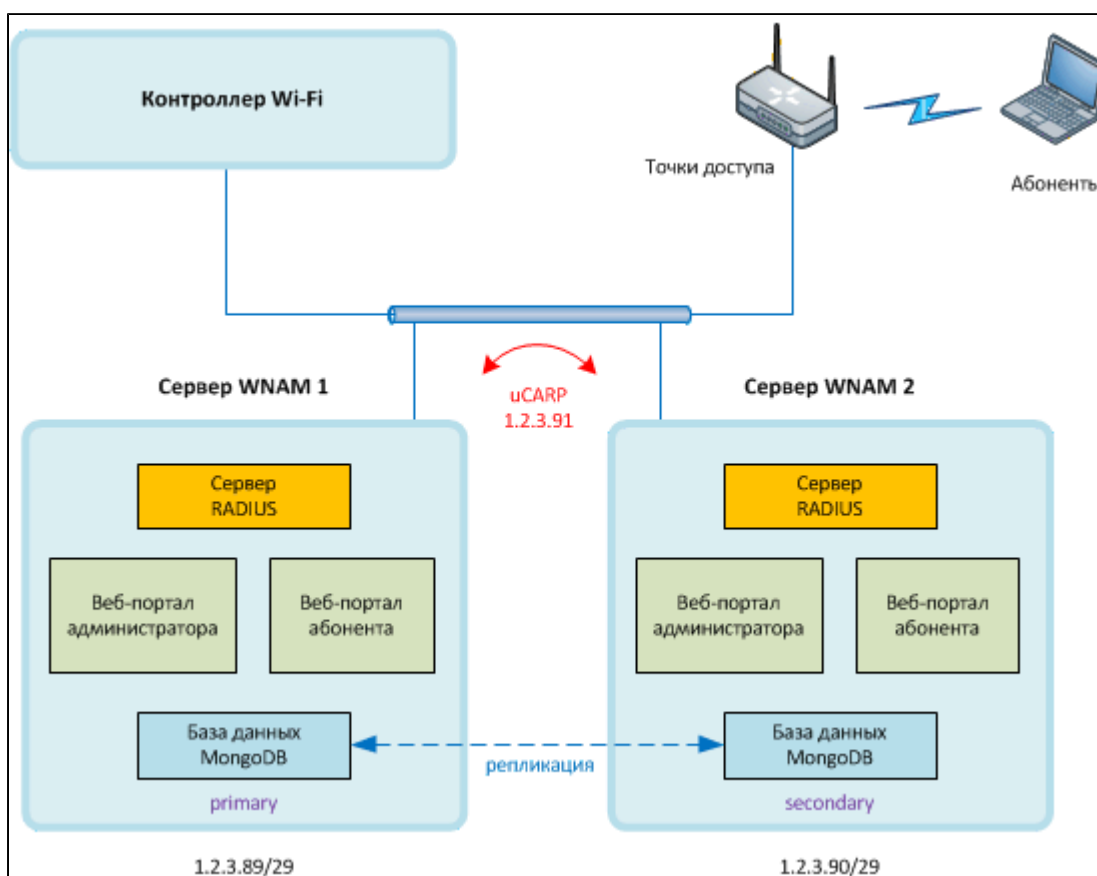 Контроллер Wi-Fi
Точки доступа
Абоненты
Сервер WNAM 1
uCARP
1.2.3.91
Сервер WNAM 2
Сервер
RADIUS
Веб-портал
администратора
Веб-портал
абонента
База данных
MongoDB
primary
репликация
Сервер
RADIUS
Веб-портал
администратора
Веб-портал
абонента
База данных
MongoDB
secondary
1.2.3.89/29
1.2.3.90/29